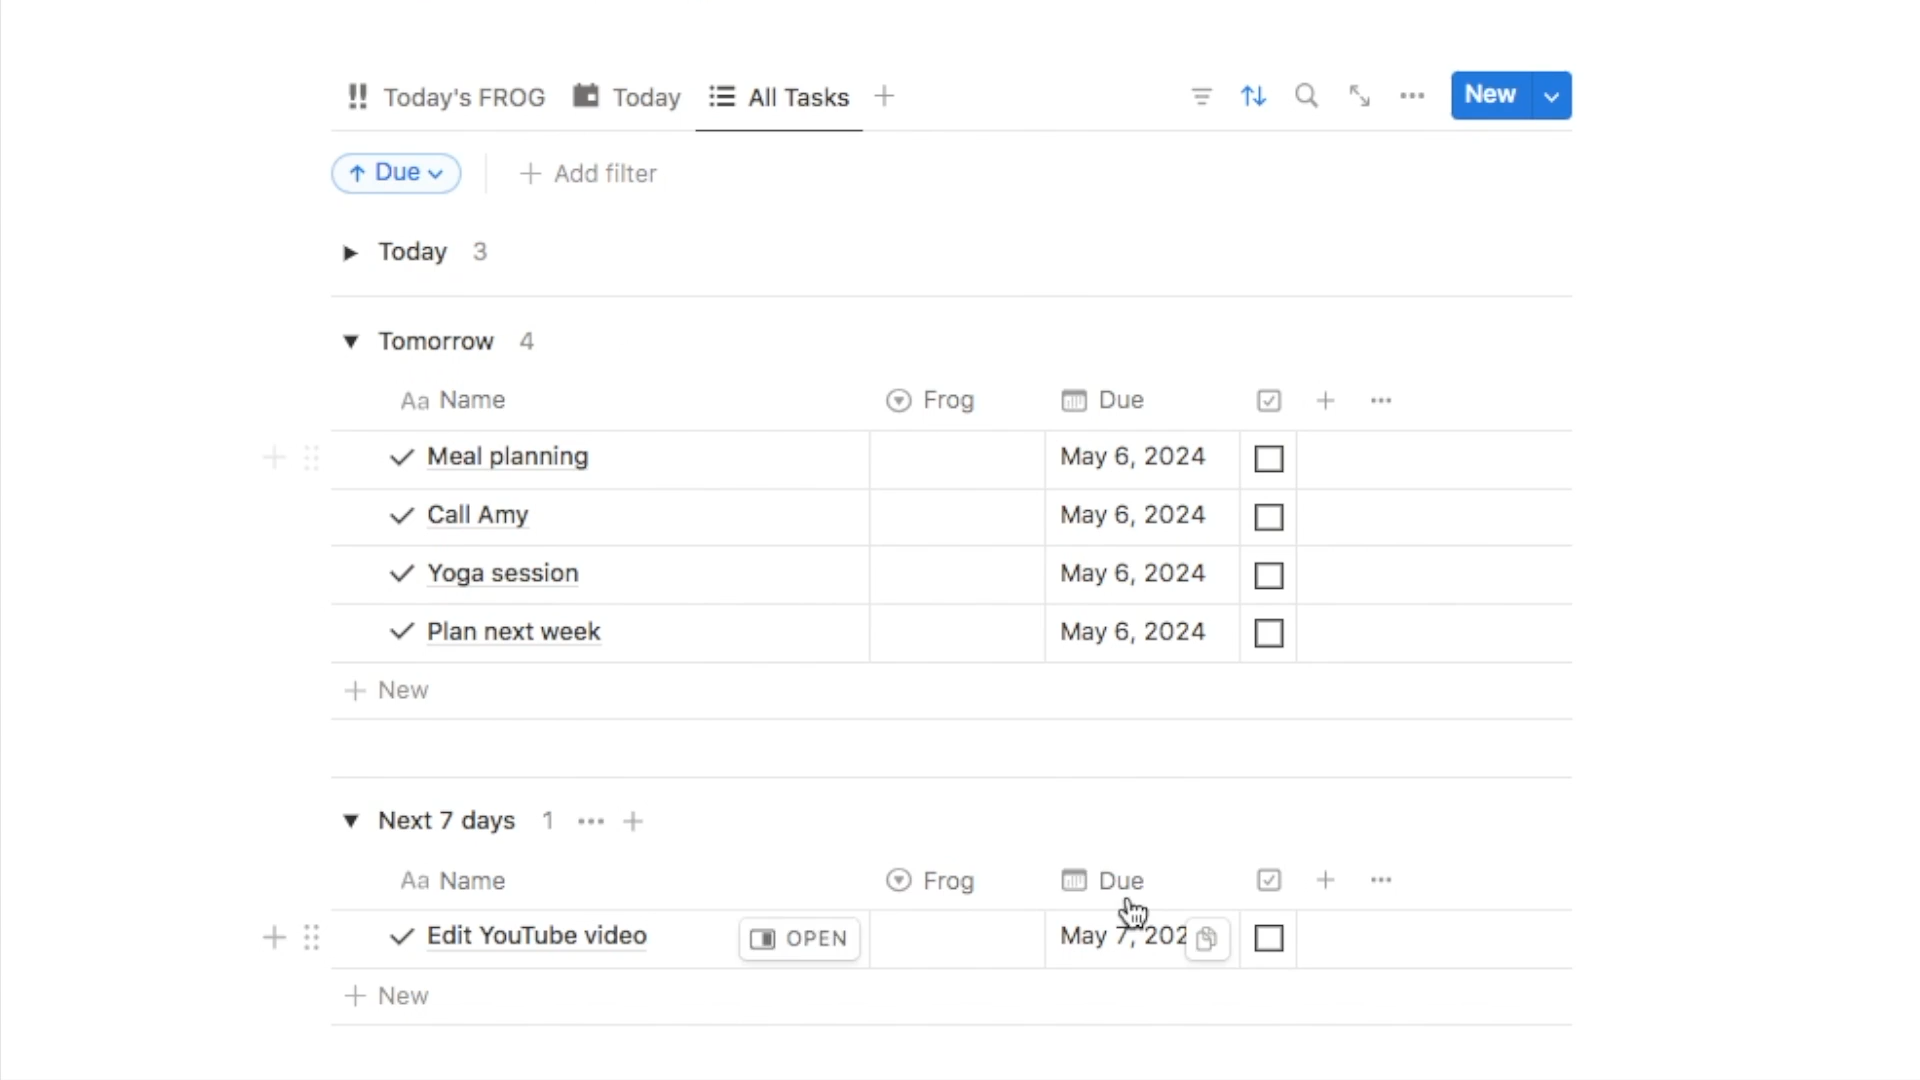 Today's FROG Today All Tasks New
Due Add filter
Today 3
Tomorrow 4
Aa Name Frog Due
Meal planning May 6, 2024
Call Amy May 6, 2024
Yoga session May 6, 2024
Plan next week May 6, 2024
New
Next 7 days 1
Aa Name Frog Due
Edit YouTube video OPEN May 7, 202
New